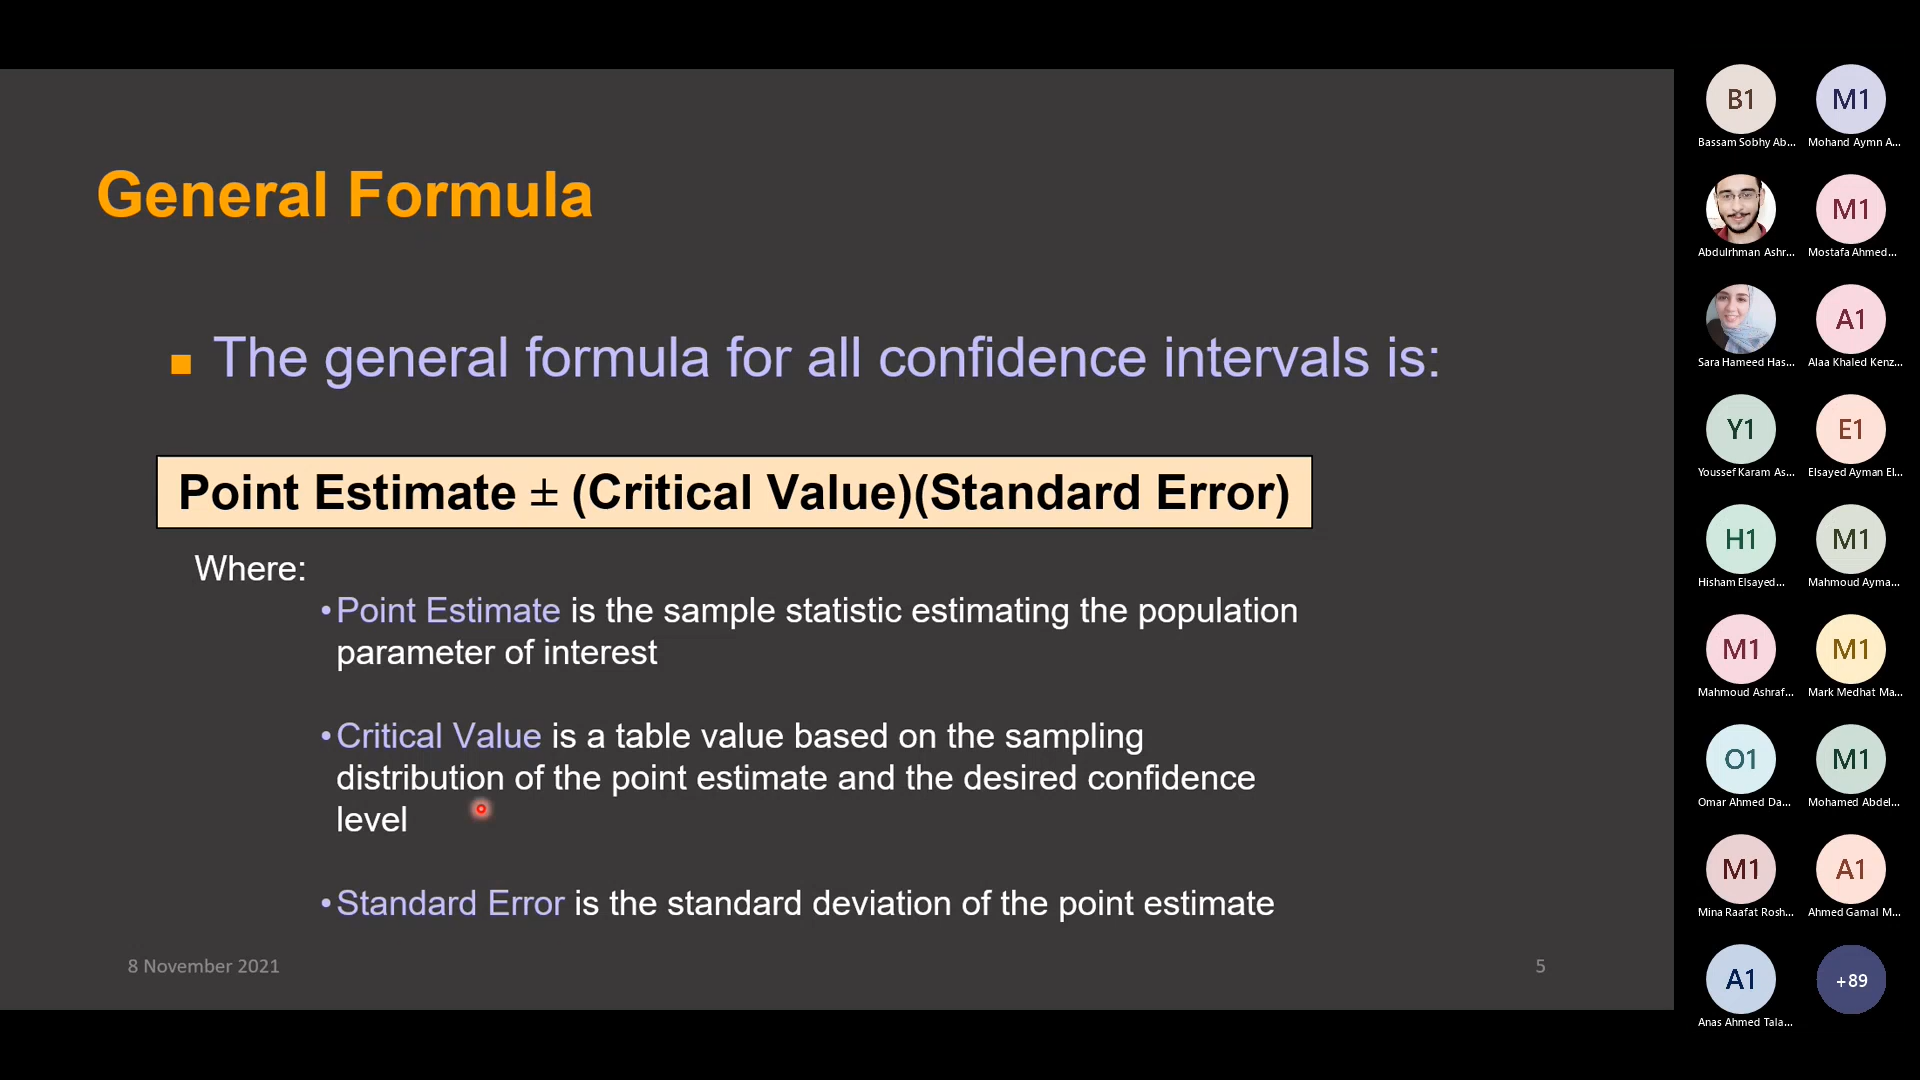 General Formula
■ The general formula for all confidence intervals is:
Point Estimate ± (Critical Value)(Standard Error)
Where:
•Point Estimate is the sample statistic estimating the population
parameter of interest
•Critical Value is a table value based on the sampling
distribution of the point estimate and the desired confidence
level
•Standard Error is the standard deviation of the point estimate
8 November 2021
5
B1
M1
Bassam Sobhy Ab...
Mohand Aymn A...
M1
Abdulrhman Ashr...
Mostafa Ahmed...
A1
Sara Hameed Has...
Alaa Khaled Kenz...
Y1
E1
Youssef Karam As...
Elsayed Ayman El...
H1
M1
Hisham Elsayed...
Mahmoud Ayma...
M1
M1
Mahmoud Ashraf...
Mark Medhat Ma...
O1
M1
Omar Ahmed Da...
Mohamed Abdel...
M1
A1
Mina Raafat Rosh...
Ahmed Gamal M...
A1
+89
Anas Ahmed Tala...